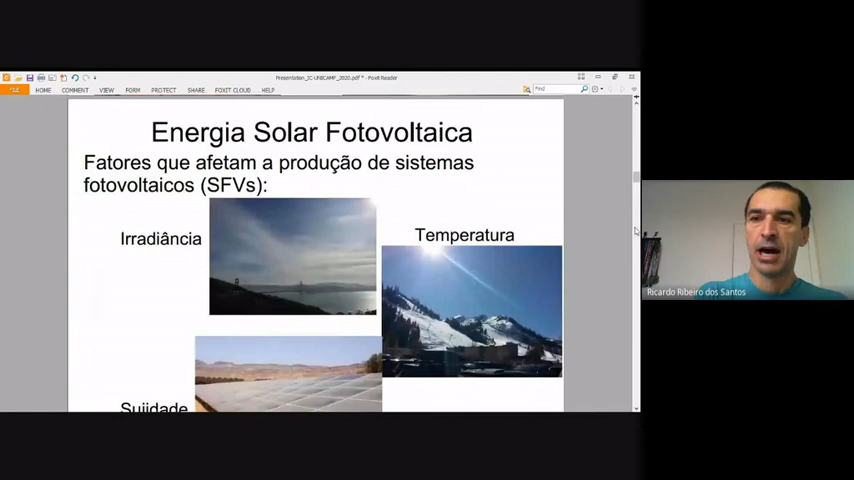 Presentation_IC-UNICAMP_2020.pdf * - Foxit Reader
FILE HOME COMMENT VIEW FORM PROTECT SHARE FOXIT CLOUD HELP
Find
Energia Solar Fotovoltaica
Fatores que afetam a produção de sistemas
fotovoltaicos (SFVs):
Irradiância
Temperatura
Sujidade
Ricardo Ribeiro dos Santos